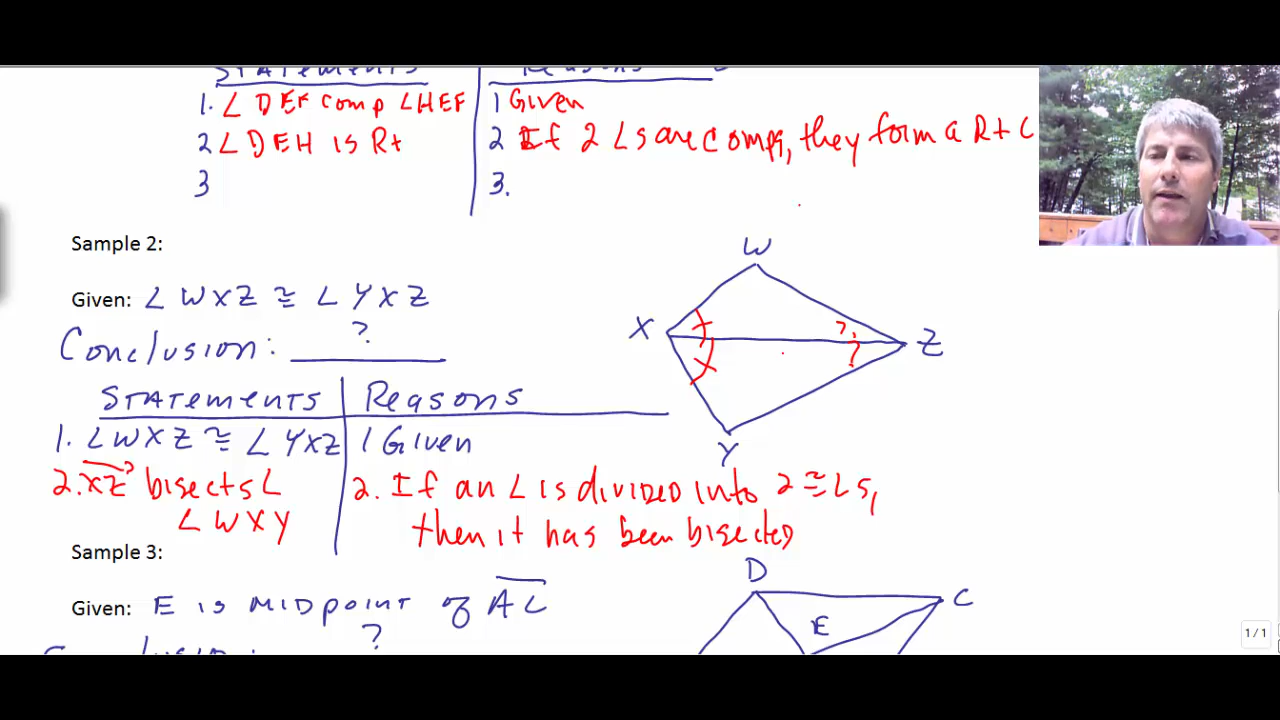 Statements Reasons
1. ∠ DEF comp ∠HEF 1 Given
2 ∠ DEH is Rt 2 If 2 ∠s are comps, they form a Rt ∠
3 3.
Sample 2:
W
Given: ∠ WXZ ≅ ∠ YXZ
X ? Z
Conclusion: ? ?
Statements Reasons
1. ∠WXZ ≅ ∠ YXZ 1 Given
Y
2. XZ bisects ∠ 2. If an ∠ is divided into 2 ≅ ∠s,
∠ WXY then it has been bisected
Sample 3:
D
Given: E is midpoint of AC C
E
?
1 / 1